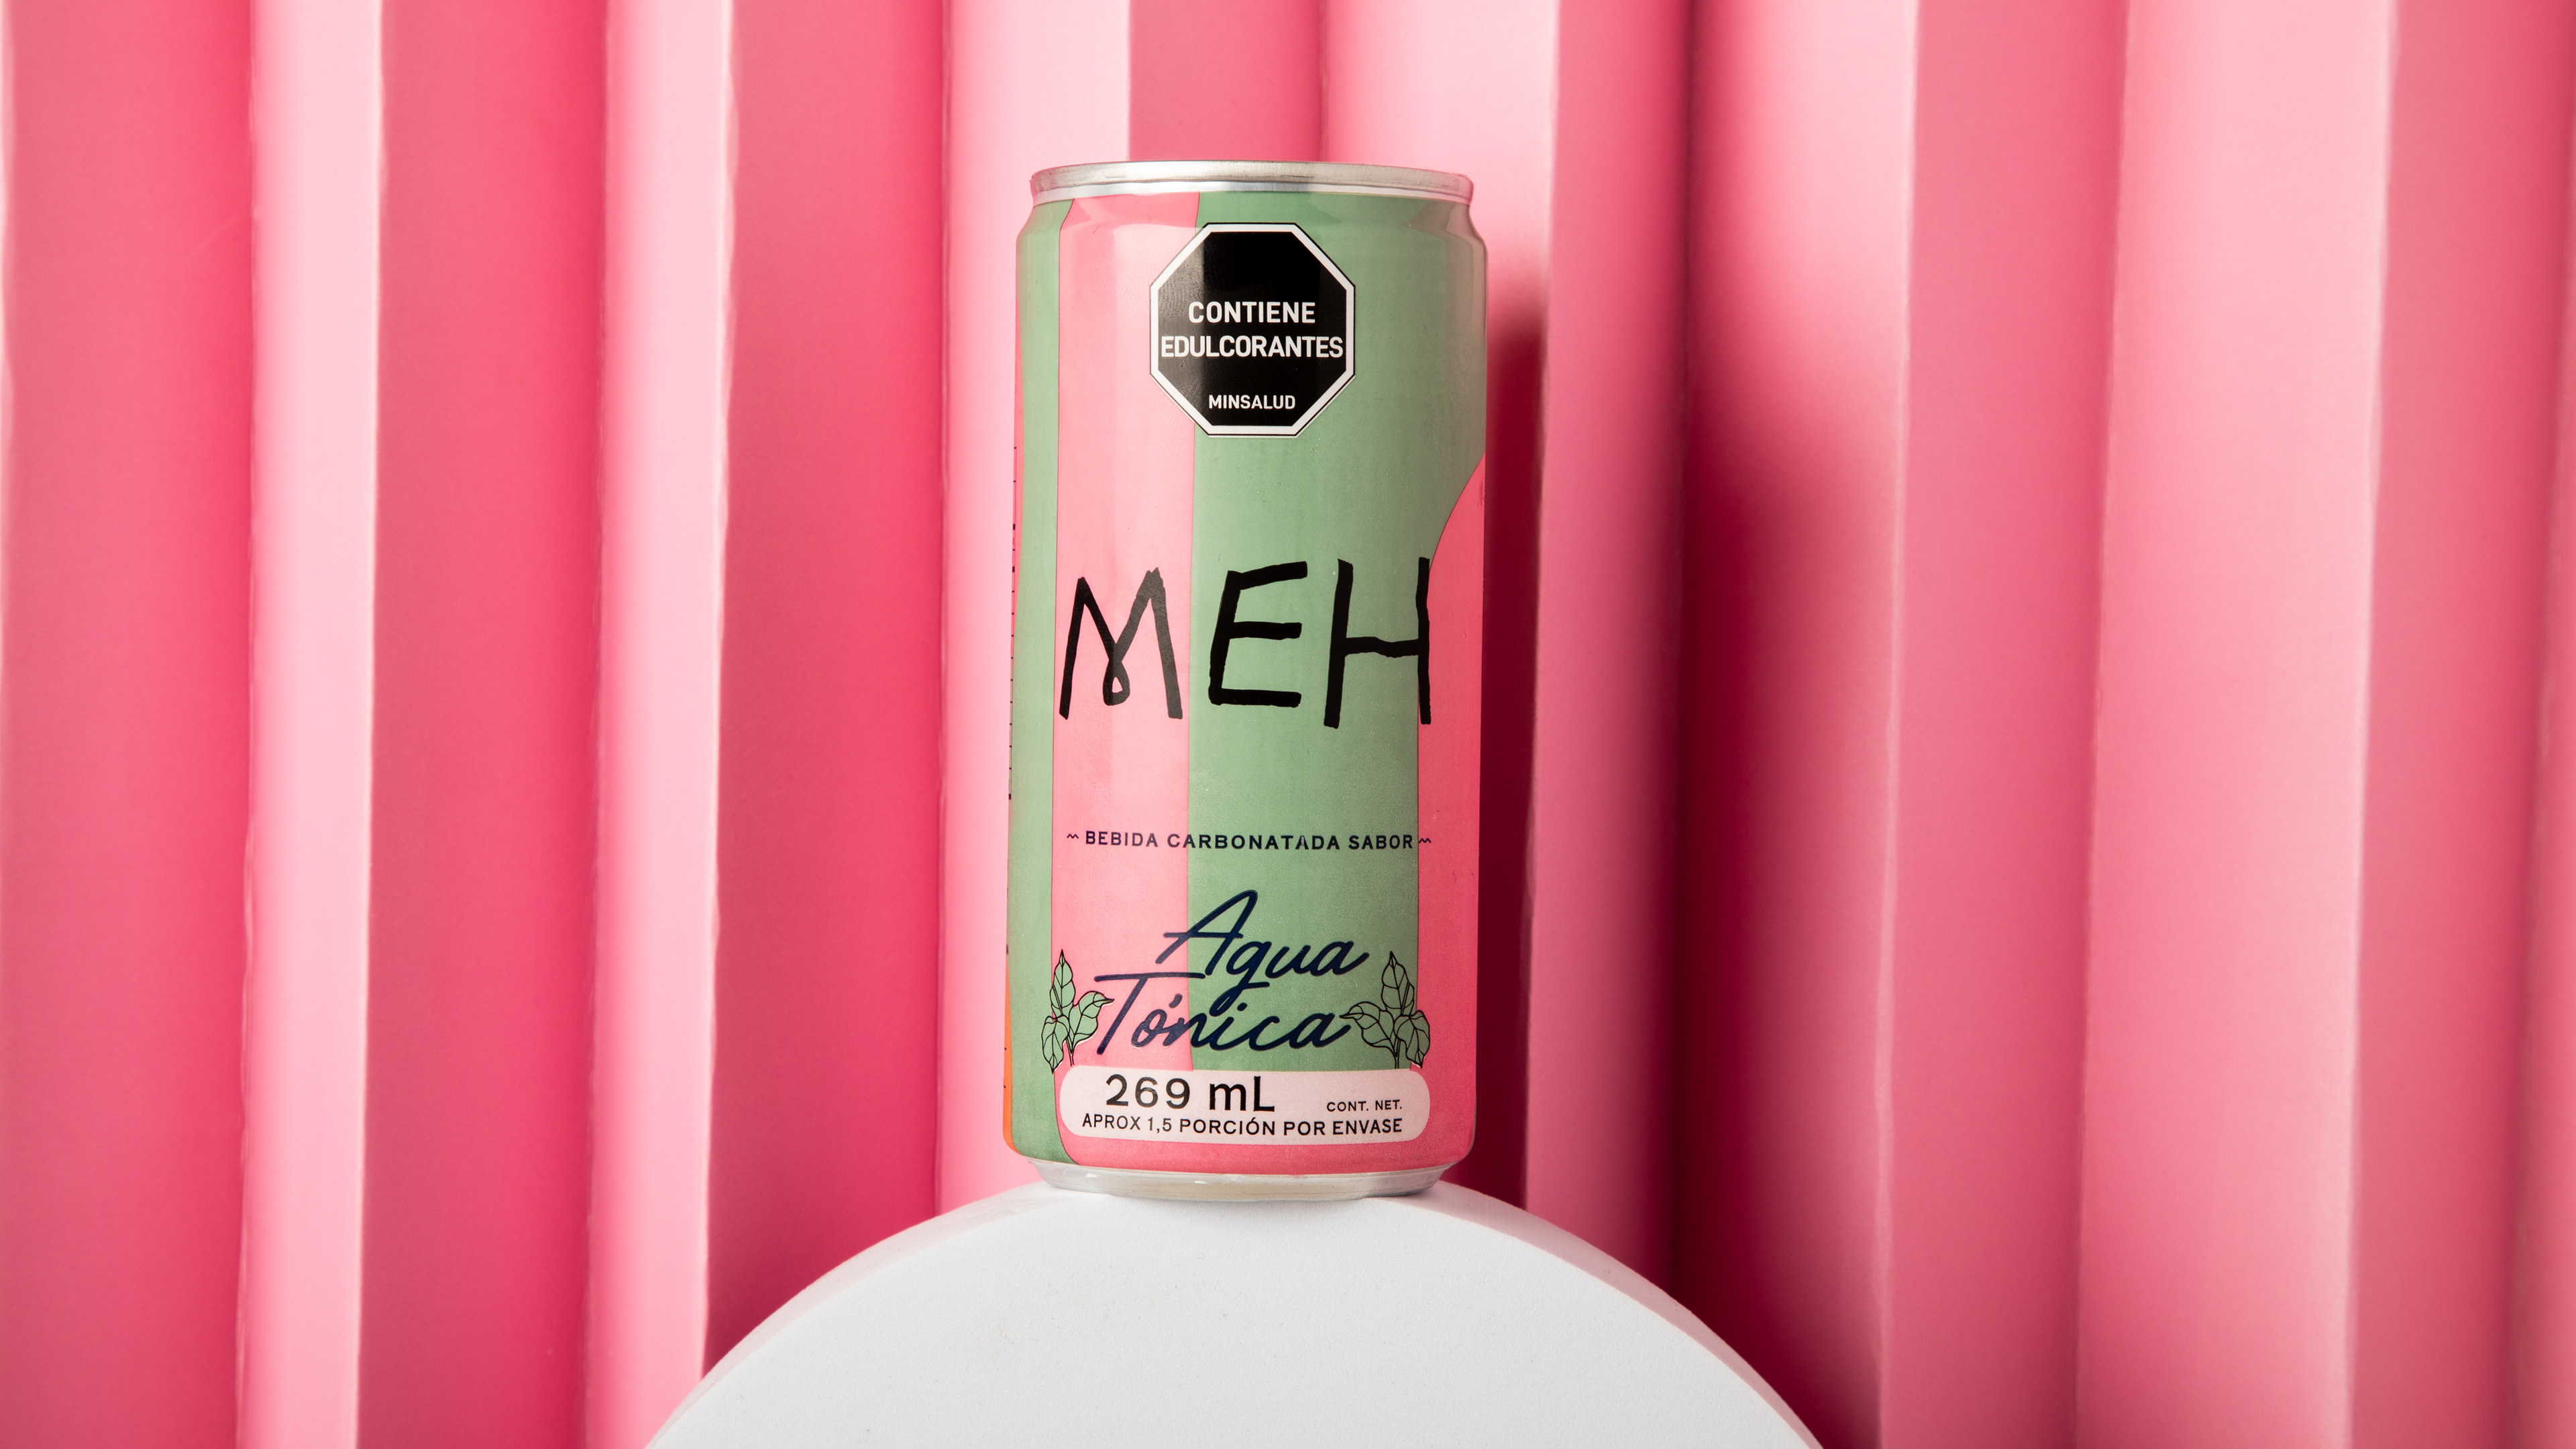 CONTIENE
EDULCORANTES
MINSALUD
MEH
~ BEBIDA CARBONATADA SABOR ~
Agua
Tónica
269 mL CONT. NET.
APROX 1,5 PORCIÓN POR ENVASE